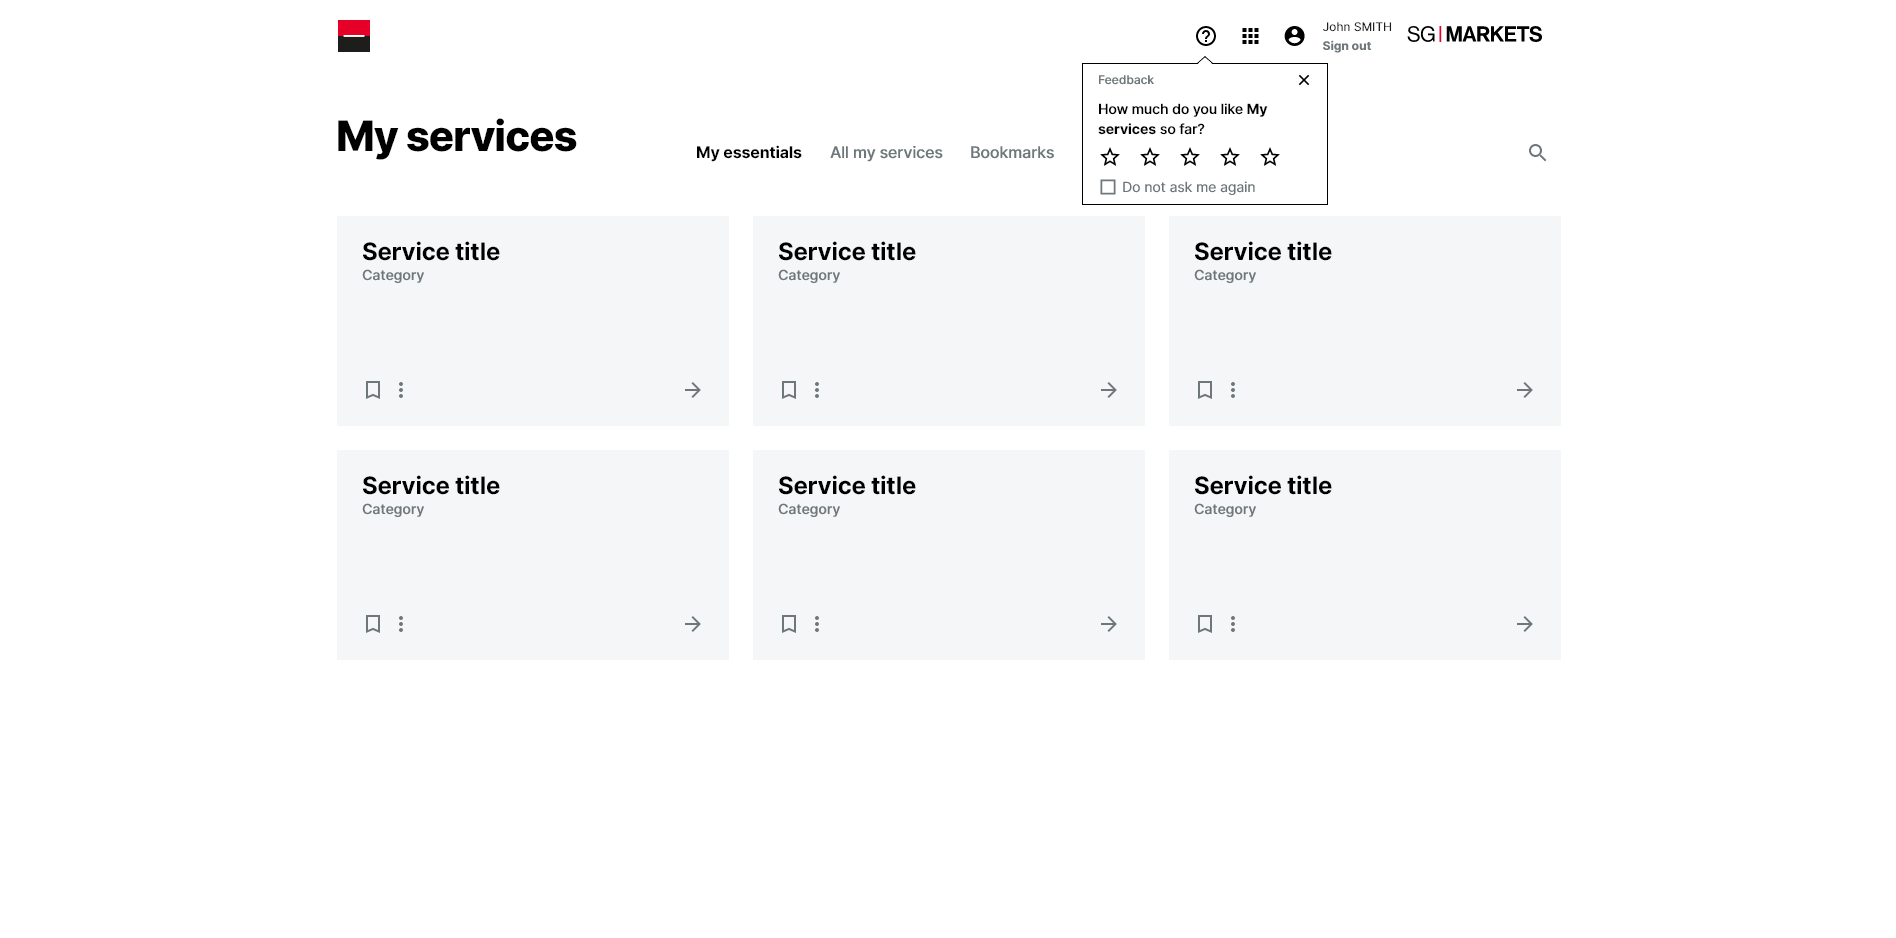 John SMITH
Sign out
SG|MARKETS
Feedback
How much do you like My
services so far?
Do not ask me again
My services
My essentials
All my services
Bookmarks
Service title
Category
Service title
Category
Service title
Category
Service title
Category
Service title
Category
Service title
Category